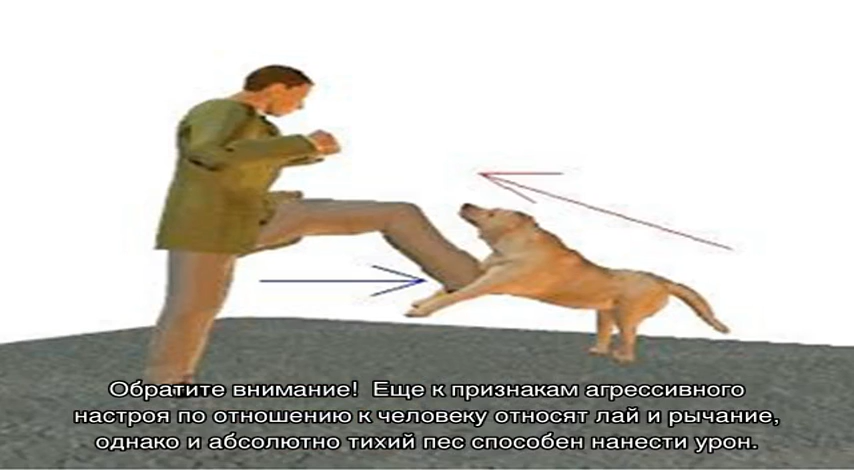 Обратите внимание!  Еще к признакам агрессивного
настроя по отношению к человеку относят лай и рычание,
однако и абсолютно тихий пес способен нанести урон.